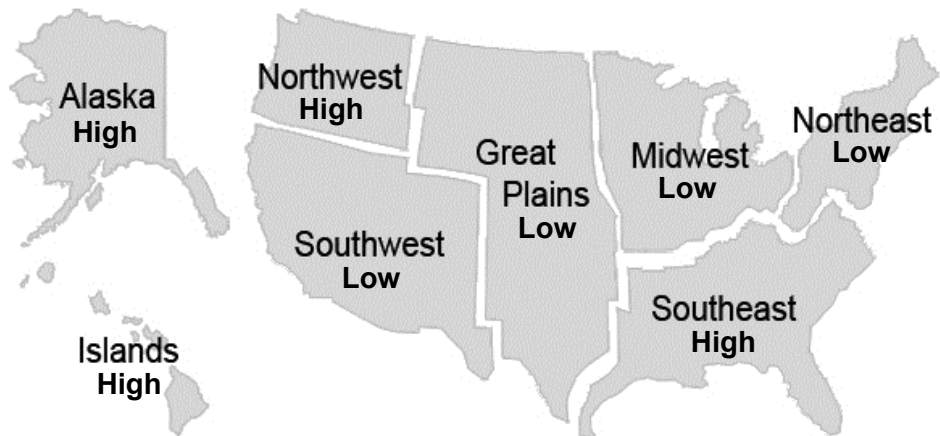 Alaska
High
Northwest
High
Great
Plains
Low
Midwest
Low
Northeast
Low
Southwest
Low
Southeast
High
Islands
High